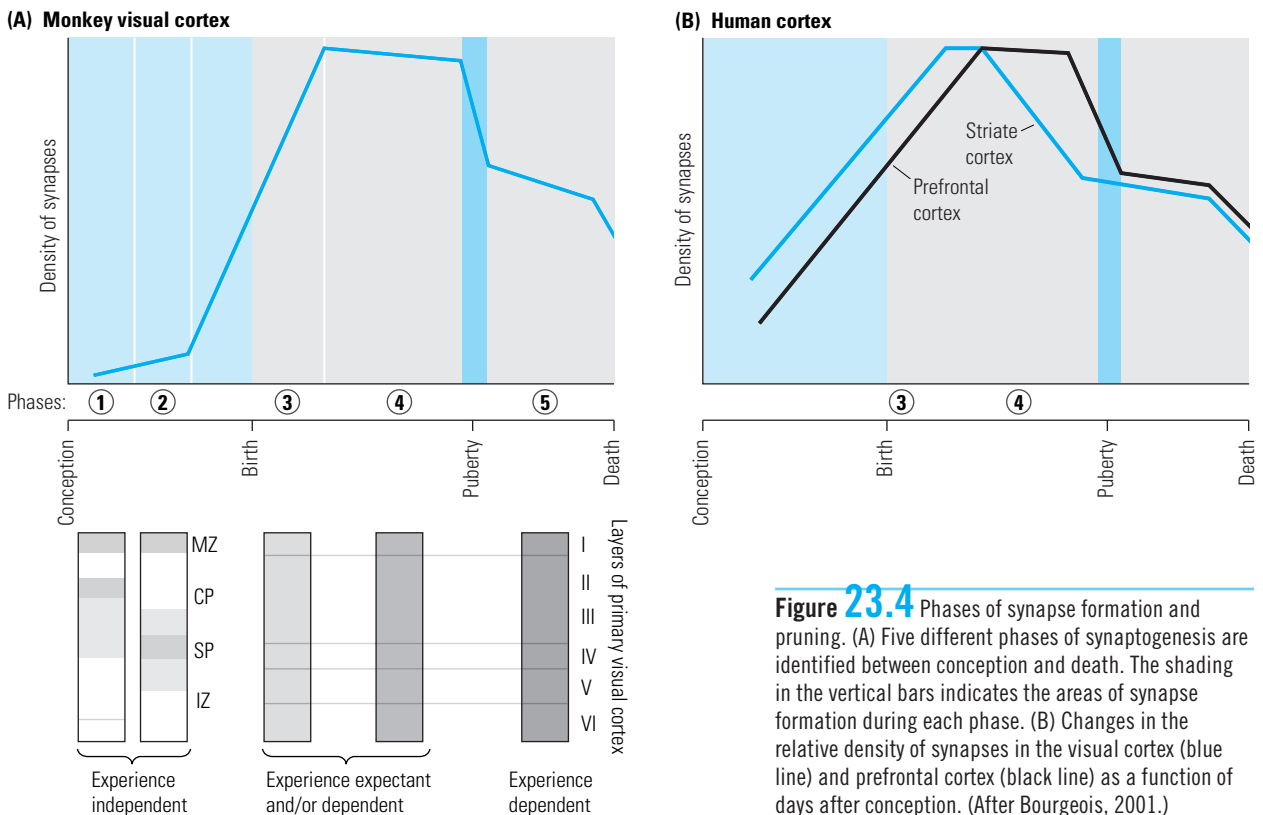 (A) Monkey visual cortex
Density of synapses
Phases: 1 2 3 4 5
Conception
Birth
Puberty
Death
MZ
CP
SP
IZ
I
II
III
IV
V
VI
Layers of primary visual cortex
Experience
independent
Experience expectant
and/or dependent
Experience
dependent
(B) Human cortex
Density of synapses
Striate
cortex
Prefrontal
cortex
3 4
Conception
Birth
Puberty
Death
Figure 23.4 Phases of synapse formation and
pruning. (A) Five different phases of synaptogenesis are
identified between conception and death. The shading
in the vertical bars indicates the areas of synapse
formation during each phase. (B) Changes in the
relative density of synapses in the visual cortex (blue
line) and prefrontal cortex (black line) as a function of
days after conception. (After Bourgeois, 2001.)